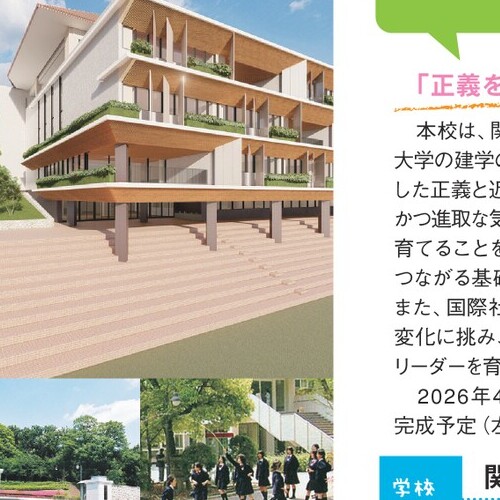 「正義を
本校は、関
大学の建学の
した正義と近
かつ進取な気
育てることを
つながる基礎
また、国際社
変化に挑み、
リーダーを育
2026年4
完成予定（左
学校
関